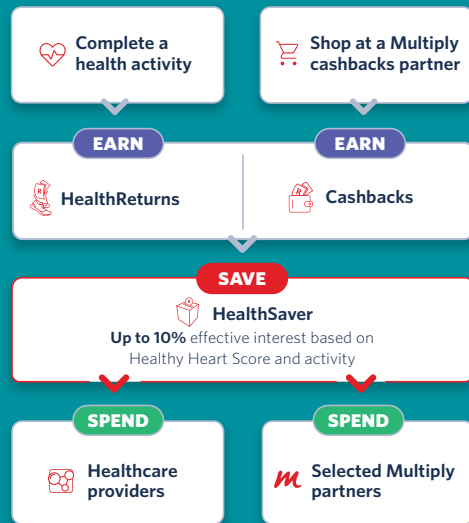 Complete a
health activity
Shop at a Multiply
cashbacks partner
EARN
EARN
HealthReturns
Cashbacks
SAVE
HealthSaver
Up to 10% effective interest based on
Healthy Heart Score and activity
SPEND
SPEND
Healthcare
providers
m Selected Multiply
partners